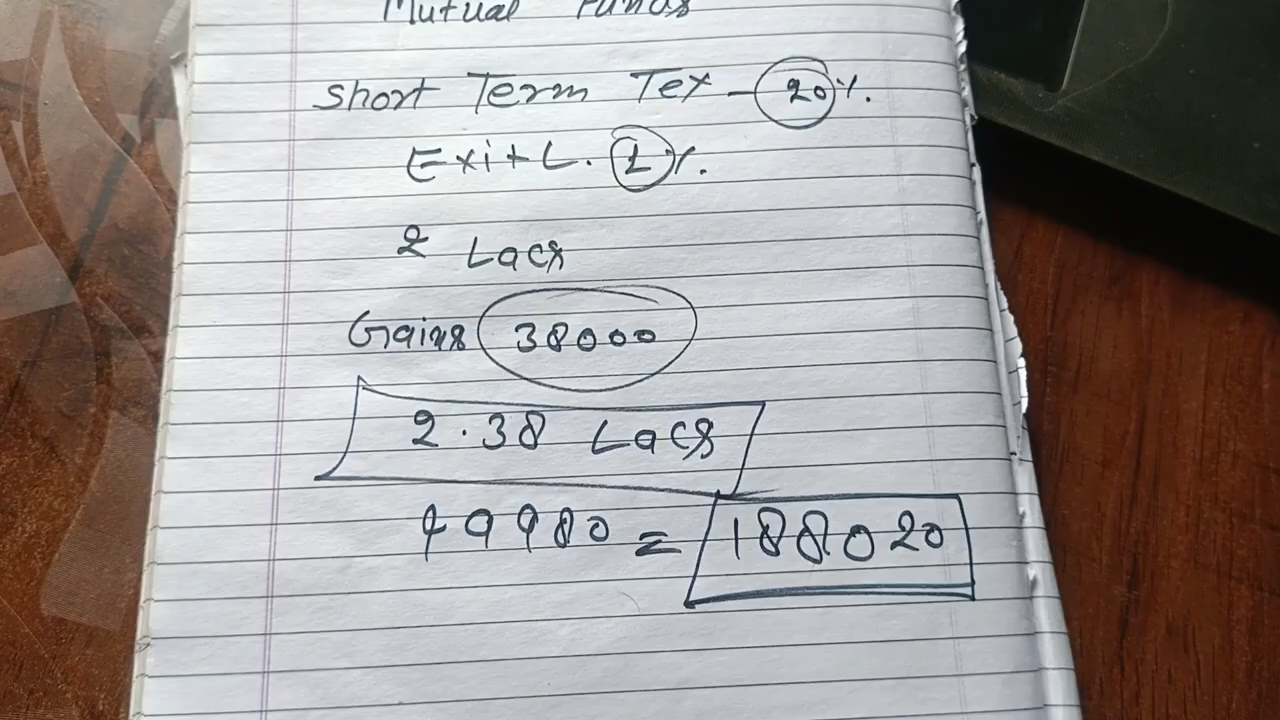 Mutual Funds
Short Term Tex - 20%.
Exit L. 1%.
2 Lacs
Gains 38000
2.38 Lacs
49980 = 188020